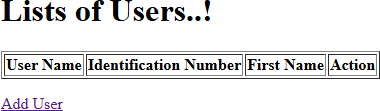 Lists of Users..!
User Name Identification Number First Name Action
Add User